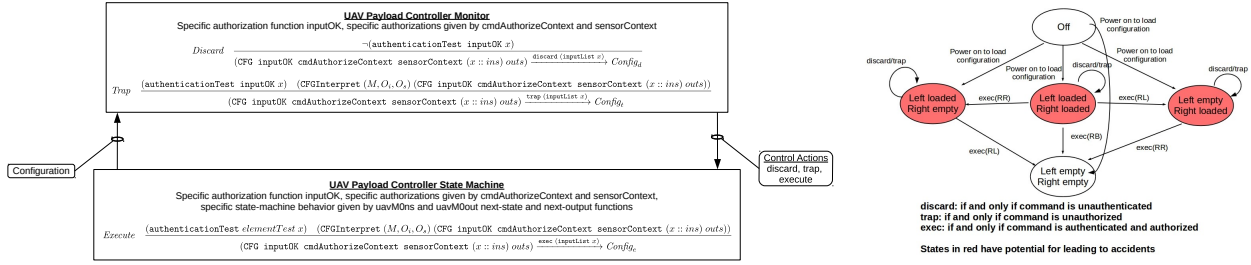 UAV Payload Controller Monitor
Specific authorization function inputOK, specific authorizations given by cmdAuthorizeContext and sensorContext
Discard
¬(authenticationTest inputOK x)
(CFG inputOK cmdAuthorizeContext sensorContext (x :: ins) outs) discard (inputList x) → Config_d
Trap
(authenticationTest inputOK x) (CFGInterpret (M, O_i, O_s) (CFG inputOK cmdAuthorizeContext sensorContext (x :: ins) outs))
(CFG inputOK cmdAuthorizeContext sensorContext (x :: ins) outs) trap (inputList x) → Config_t
Configuration
Control Actions
discard, trap,
execute
UAV Payload Controller State Machine
Specific authorization function inputOK, specific authorizations given by cmdAuthorizeContext and sensorContext,
specific state-machine behavior given by uavM0ns and uavM0out next-state and next-output functions
Execute
(authenticationTest elementTest x) (CFGInterpret (M, O_i, O_s) (CFG inputOK cmdAuthorizeContext sensorContext (x :: ins) outs))
(CFG inputOK cmdAuthorizeContext sensorContext (x :: ins) outs) exec (inputList x) → Config_e
Off
Power on to load
configuration
Power on to load
configuration
Power on to load
configuration
Power on to load
configuration
discard/trap
discard/trap
discard/trap
Left loaded
Right empty
exec(RR)
Left loaded
Right loaded
exec(RL)
Left empty
Right loaded
exec(RL)
exec(RB)
exec(RR)
Left empty
Right empty
discard: if and only if command is unauthenticated
trap: if and only if command is unauthorized
exec: if and only if command is authenticated and authorized
States in red have potential for leading to accidents